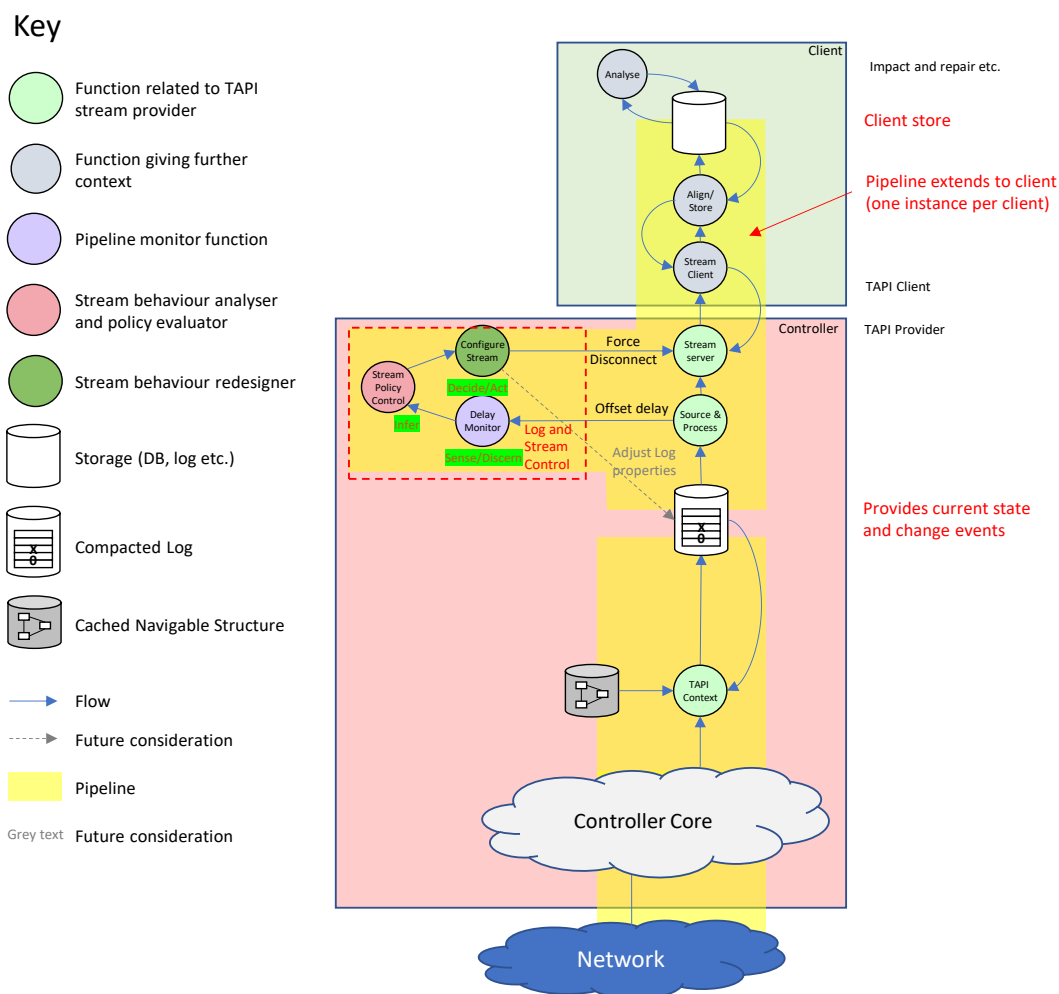 Key
Function related to TAPI
stream provider
Function giving further
context
Pipeline monitor function
Stream behaviour analyser
and policy evaluator
Stream behaviour redesigner
Storage (DB, log etc.)
X
0
Compacted Log
Cached Navigable Structure
Flow
Future consideration
Pipeline
Grey text
Future consideration
Client
Analyse
Impact and repair etc.
Client store
Align/
Store
Pipeline extends to client
(one instance per client)
Stream
Client
TAPI Client
Controller
TAPI Provider
Configure
Stream
Force
Disconnect
Stream
server
Stream
Policy
Control
Decide/Act
Delay
Monitor
Offset delay
Source &
Process
Infer
Sense/Discern
Log and
Stream
Control
Adjust Log
properties
X
0
Provides current state
and change events
TAPI
Context
Controller Core
Network